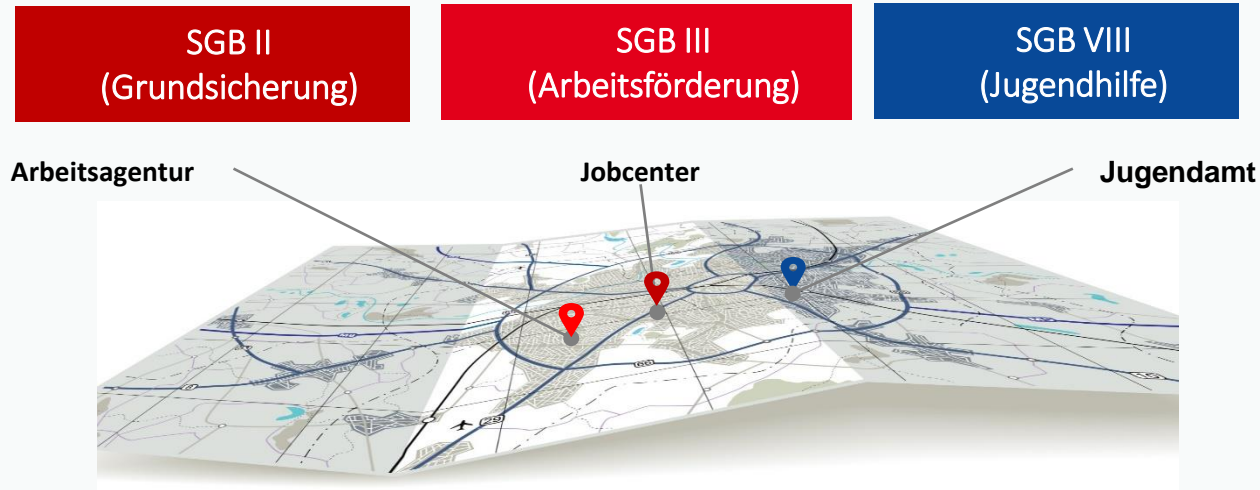 SGB II
(Grundsicherung)
SGB III
(Arbeitsförderung)
SGB VIII
(Jugendhilfe)
Arbeitsagentur
Jobcenter
Jugendamt